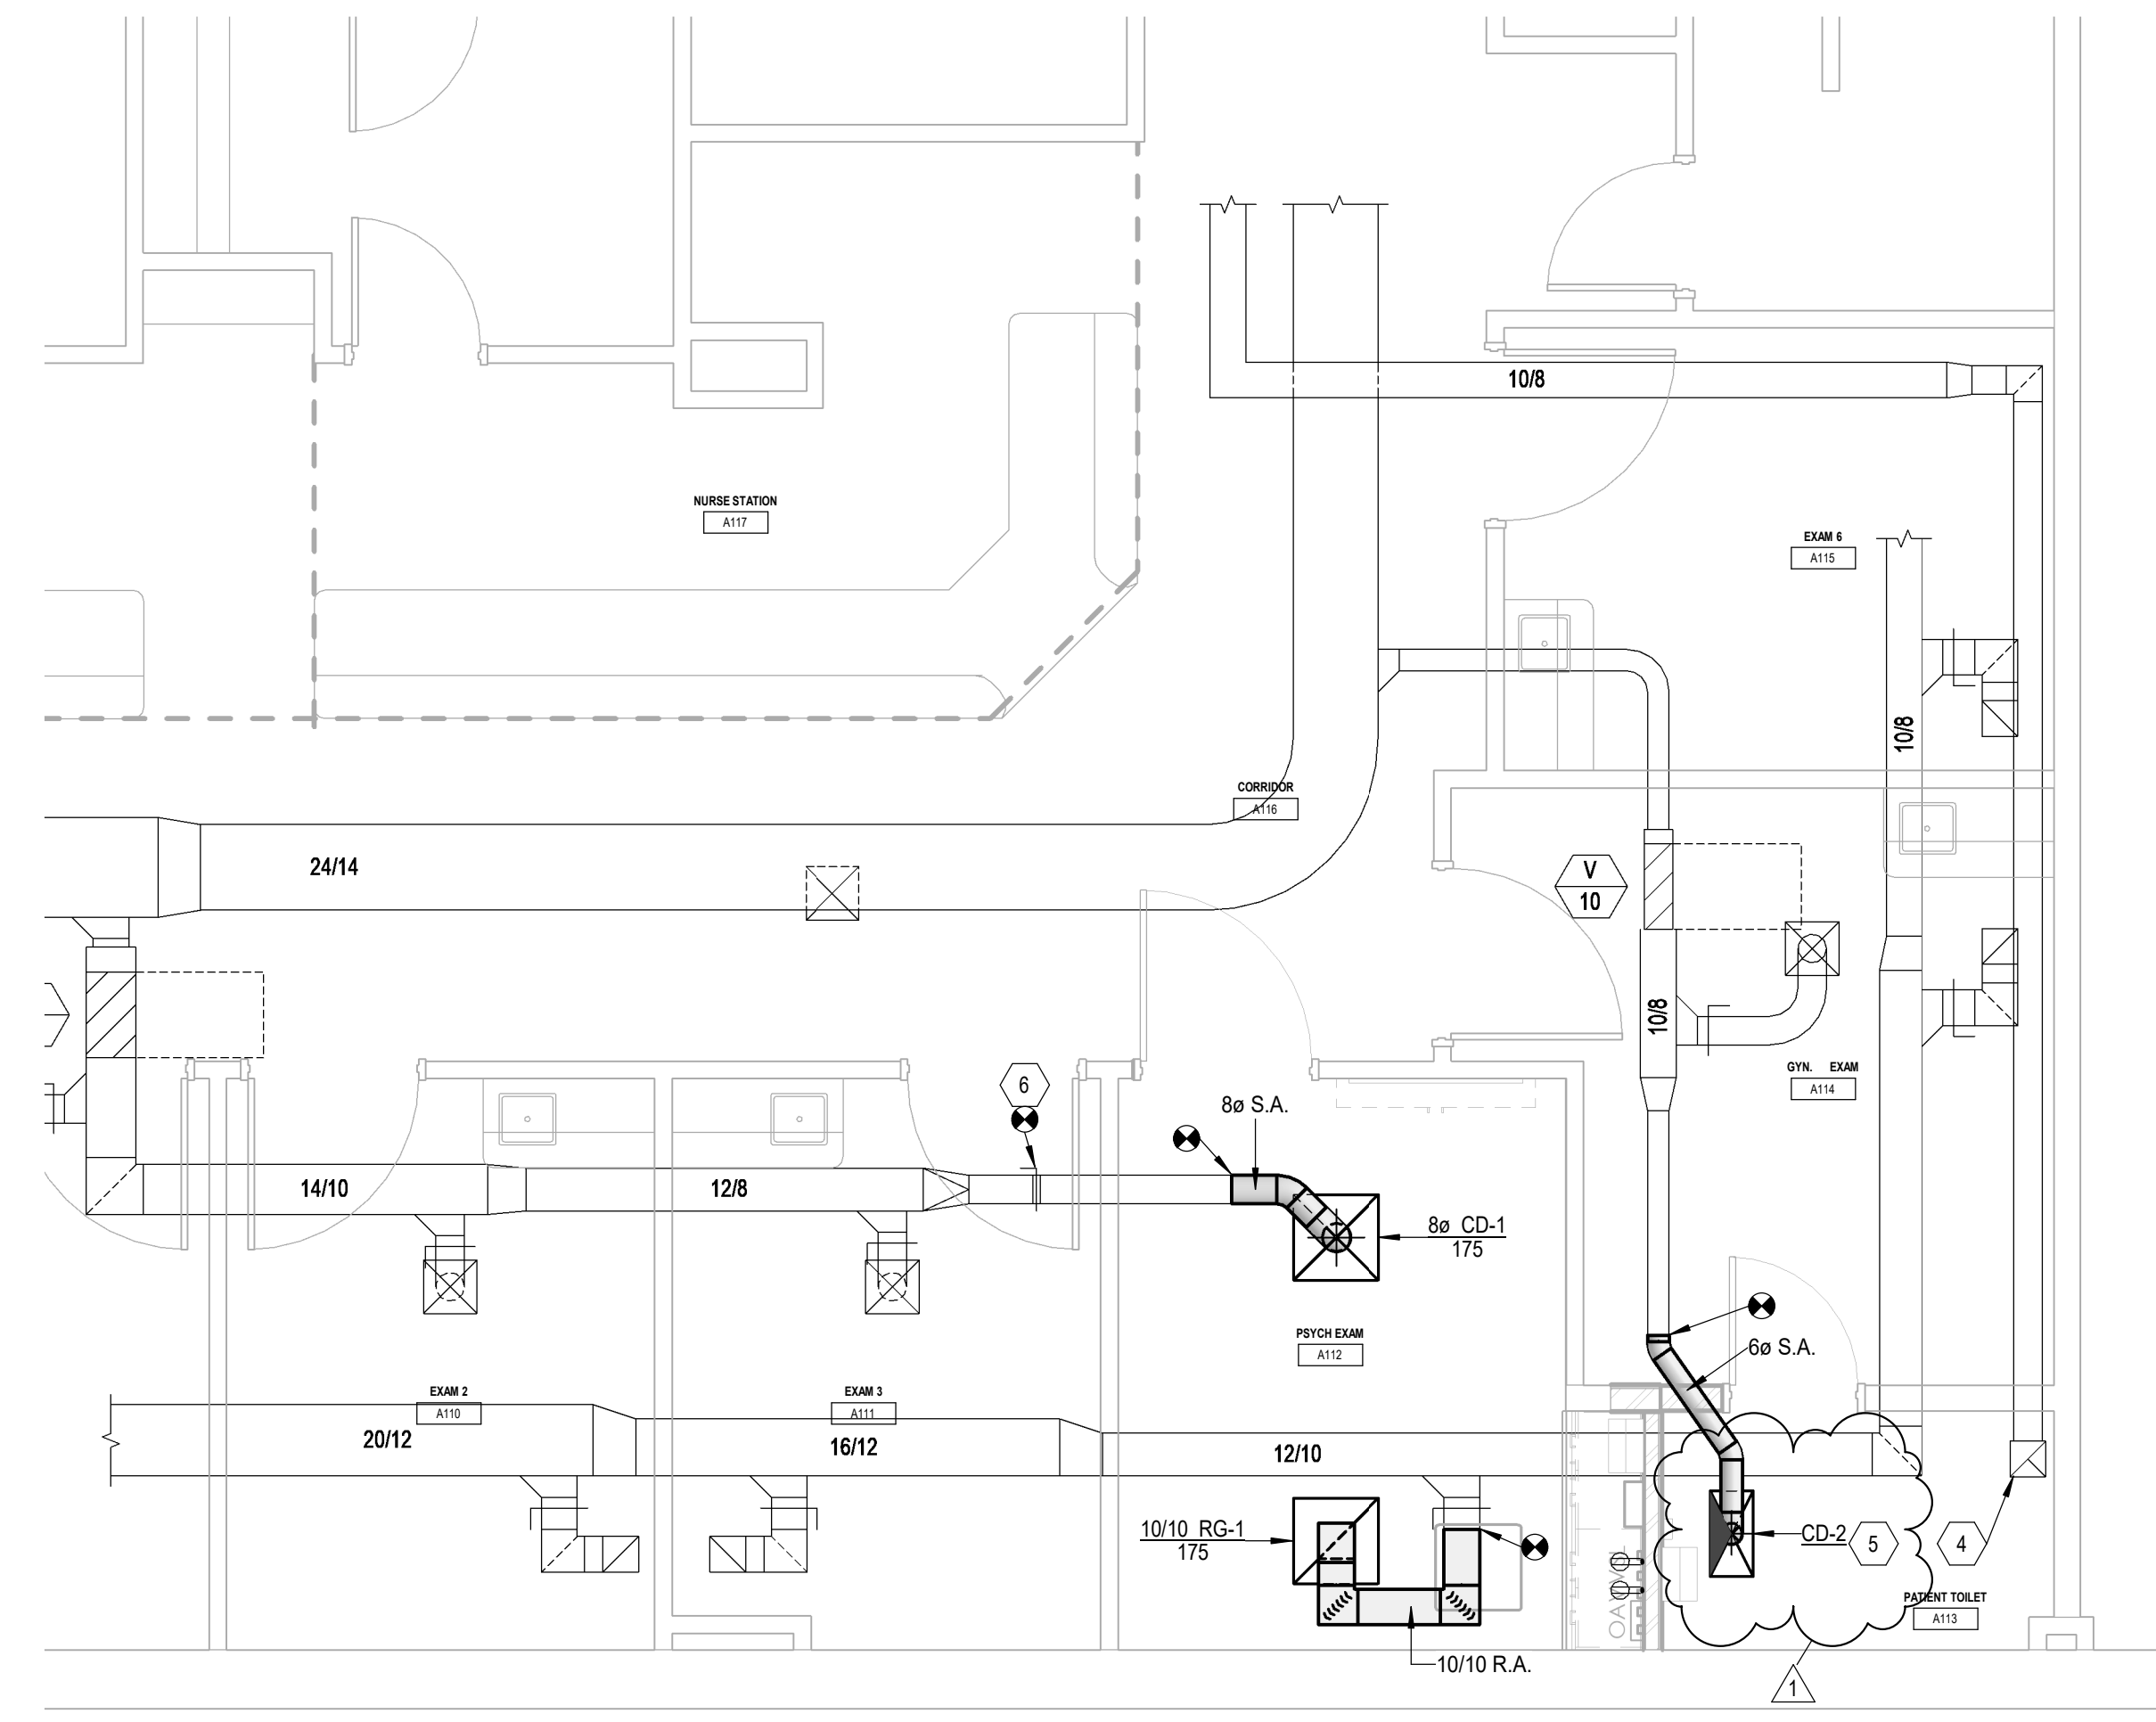 10/8
NURSE STATION
A117
EXAM 6
A115
10/8
CORRIDOR
A116
24/14
V
10
10/8
GYN. EXAM
A114
6
8ø S.A.
14/10
12/8
8ø CD-1
175
PSYCH EXAM
A112
6ø S.A.
EXAM 2
A110
EXAM 3
A111
20/12
16/12
12/10
10/10 RG-1
175
CD-2
5
4
PATIENT TOILET
A113
10/10 R.A.
1